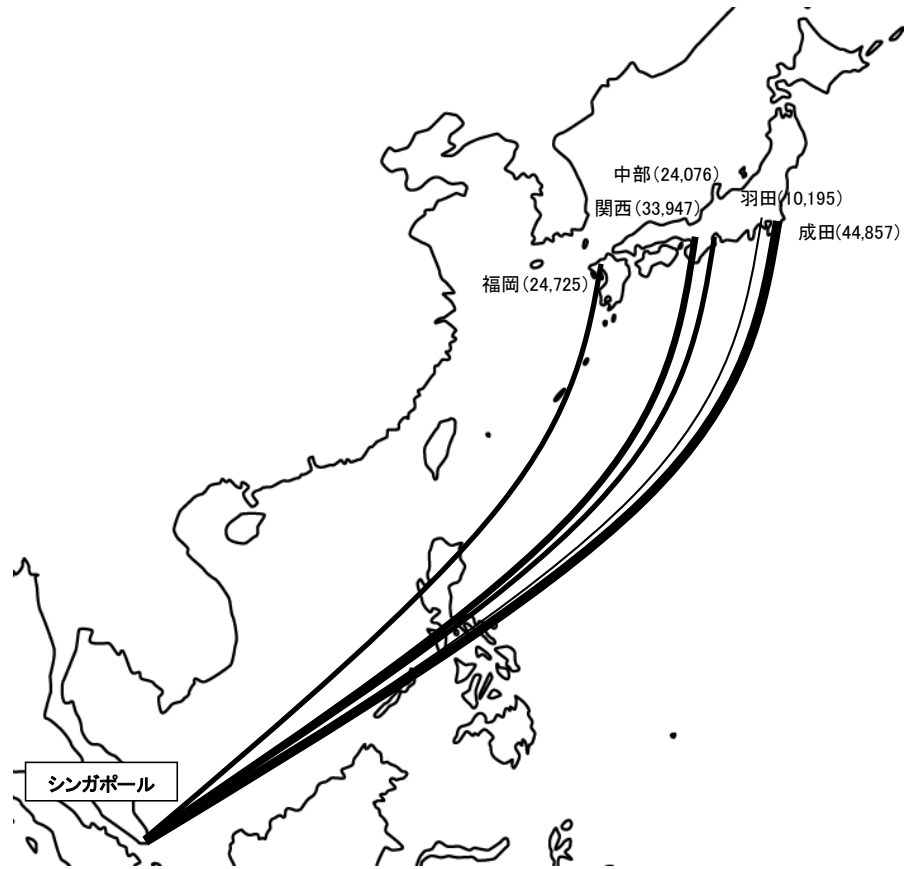 中部(24,076)
羽田(10,195)
関西(33,947)
成田(44,857)
福岡(24,725)
シンガポール